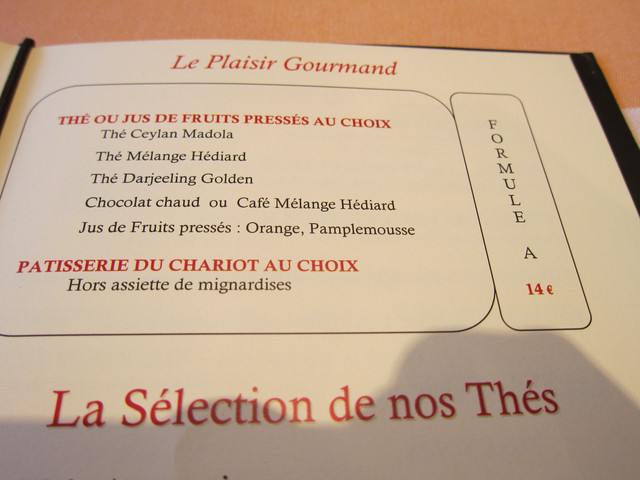 Le Plaisir Gourmand
THÉ OU JUS DE FRUITS PRESSÉS AU CHOIX
Thé Ceylan Madola
Thé Mélange Hédiard
Thé Darjeeling Golden
Chocolat chaud ou Café Mélange Hédiard
Jus de Fruits pressés : Orange, Pamplemousse
PATISSERIE DU CHARIOT AU CHOIX
Hors assiette de mignardises
FORMULE A
14 €
La Sélection de nos Thés